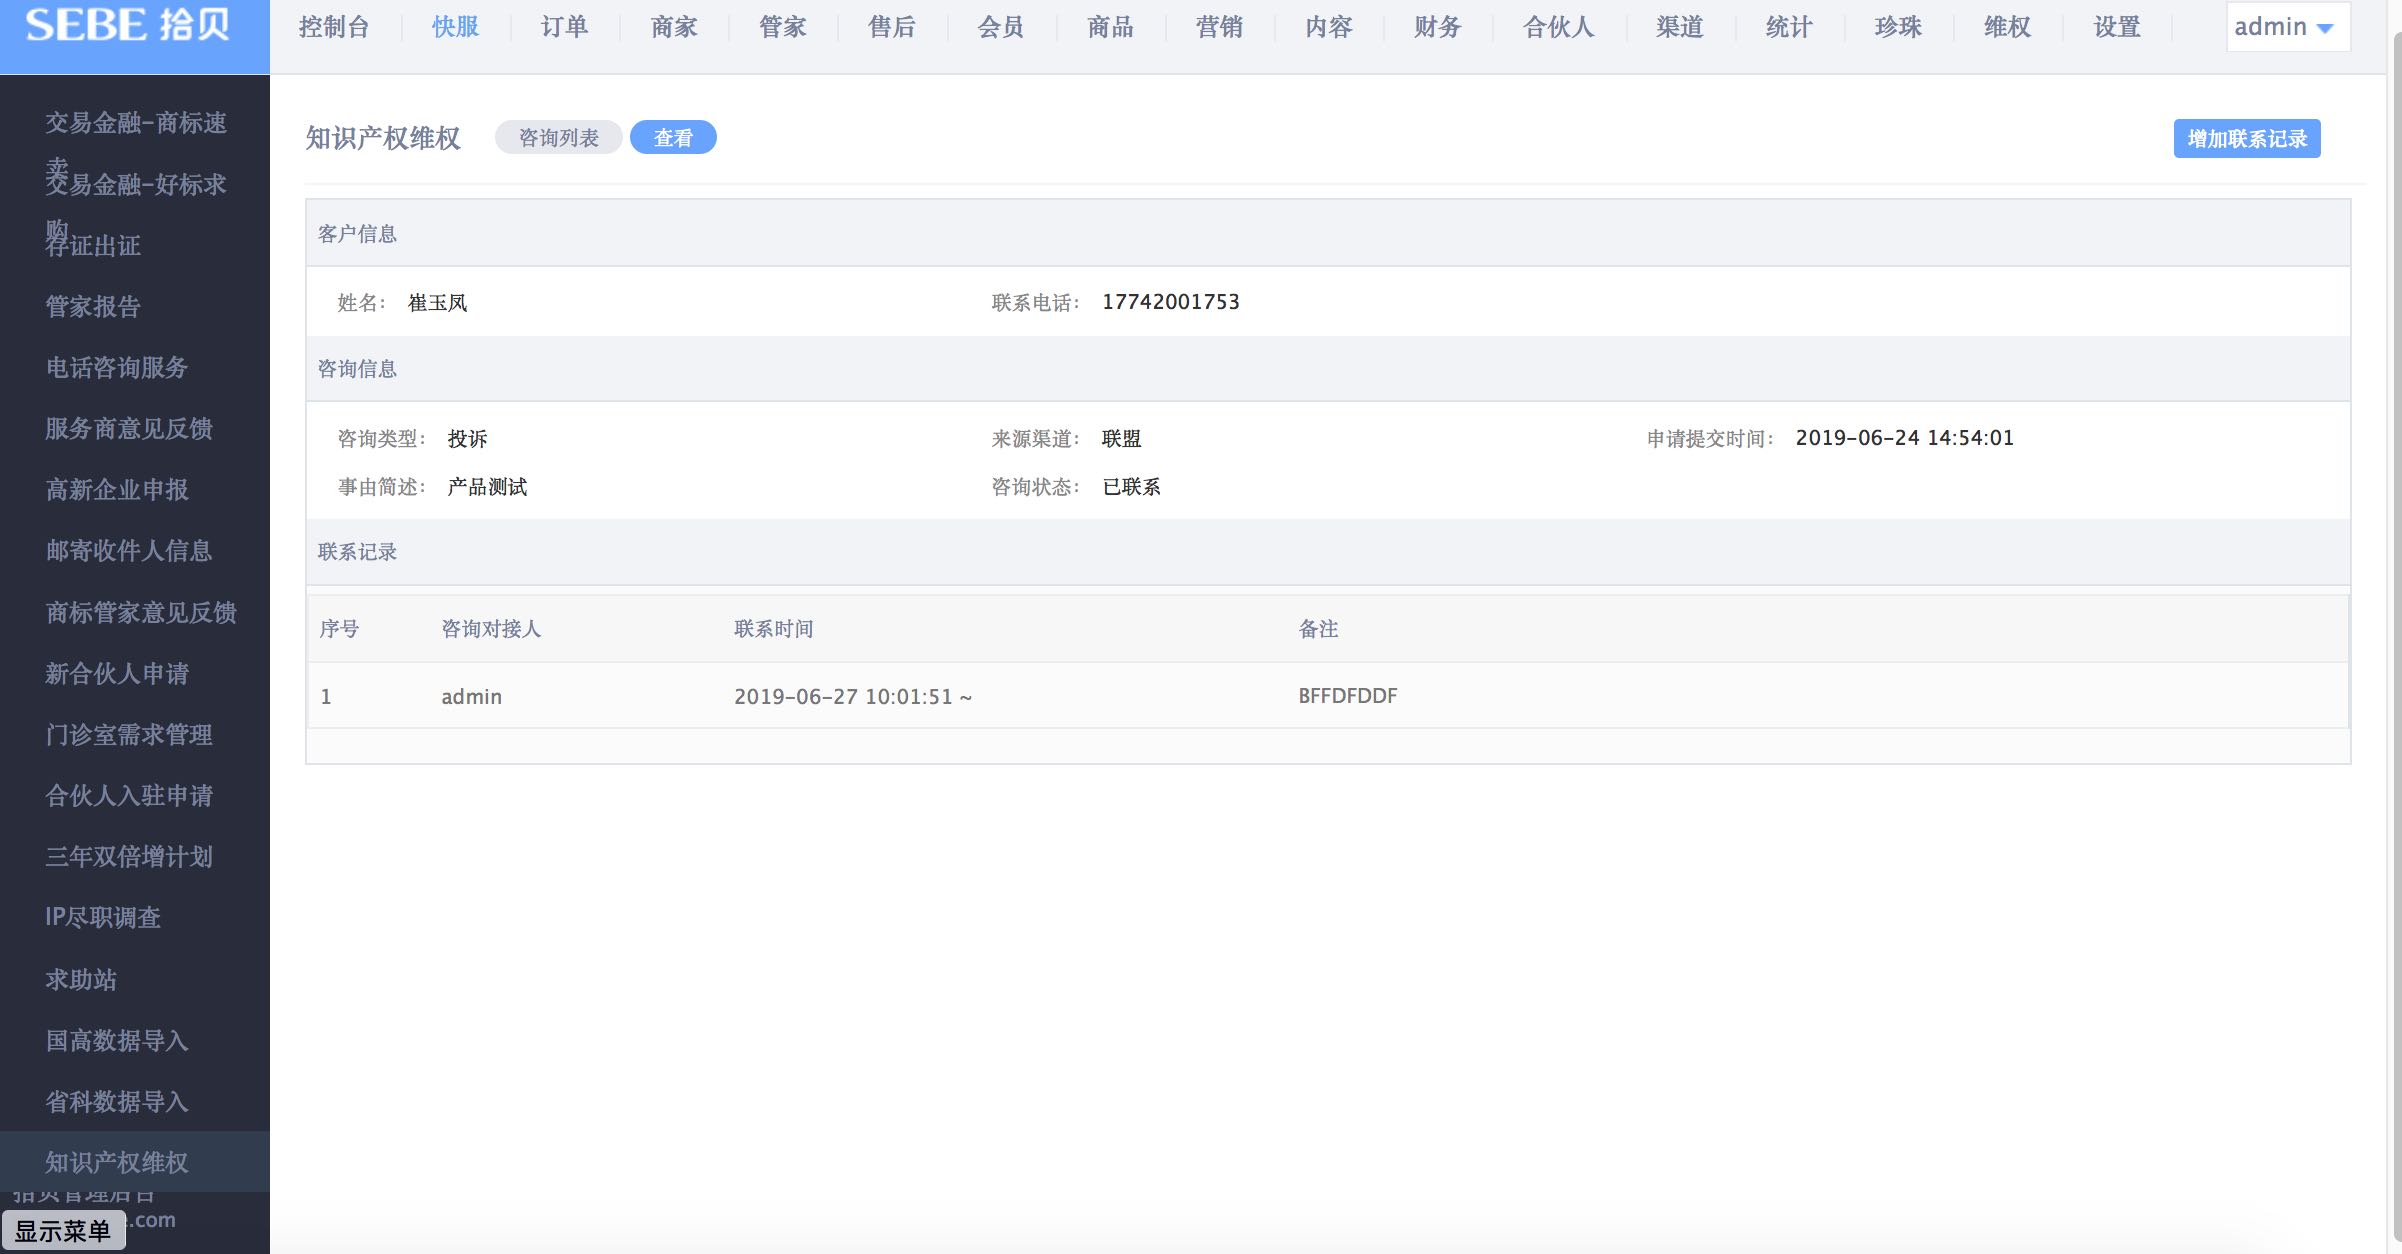 SEBE 拾贝
控制台 快服 订单 商家 管家 售后 会员 商品 营销 内容 财务 合伙人 渠道 统计 珍珠 维权 设置 admin
交易金融-商标速
卖
交易金融-好标求
购
存证出证
管家报告
电话咨询服务
服务商意见反馈
高新企业申报
邮寄收件人信息
商标管家意见反馈
新合伙人申请
门诊室需求管理
合伙人入驻申请
三年双倍增计划
IP尽职调查
求助站
国高数据导入
省科数据导入
知识产权维权
拾贝管理后台
.com
显示菜单
知识产权维权 咨询列表 查看 增加联系记录
客户信息
姓名： 崔玉凤 联系电话： 17742001753
咨询信息
咨询类型： 投诉 来源渠道： 联盟 申请提交时间： 2019-06-24 14:54:01
事由简述： 产品测试 咨询状态： 已联系
联系记录
序号 咨询对接人 联系时间 备注
1 admin 2019-06-27 10:01:51 ~ BFFDFDDF